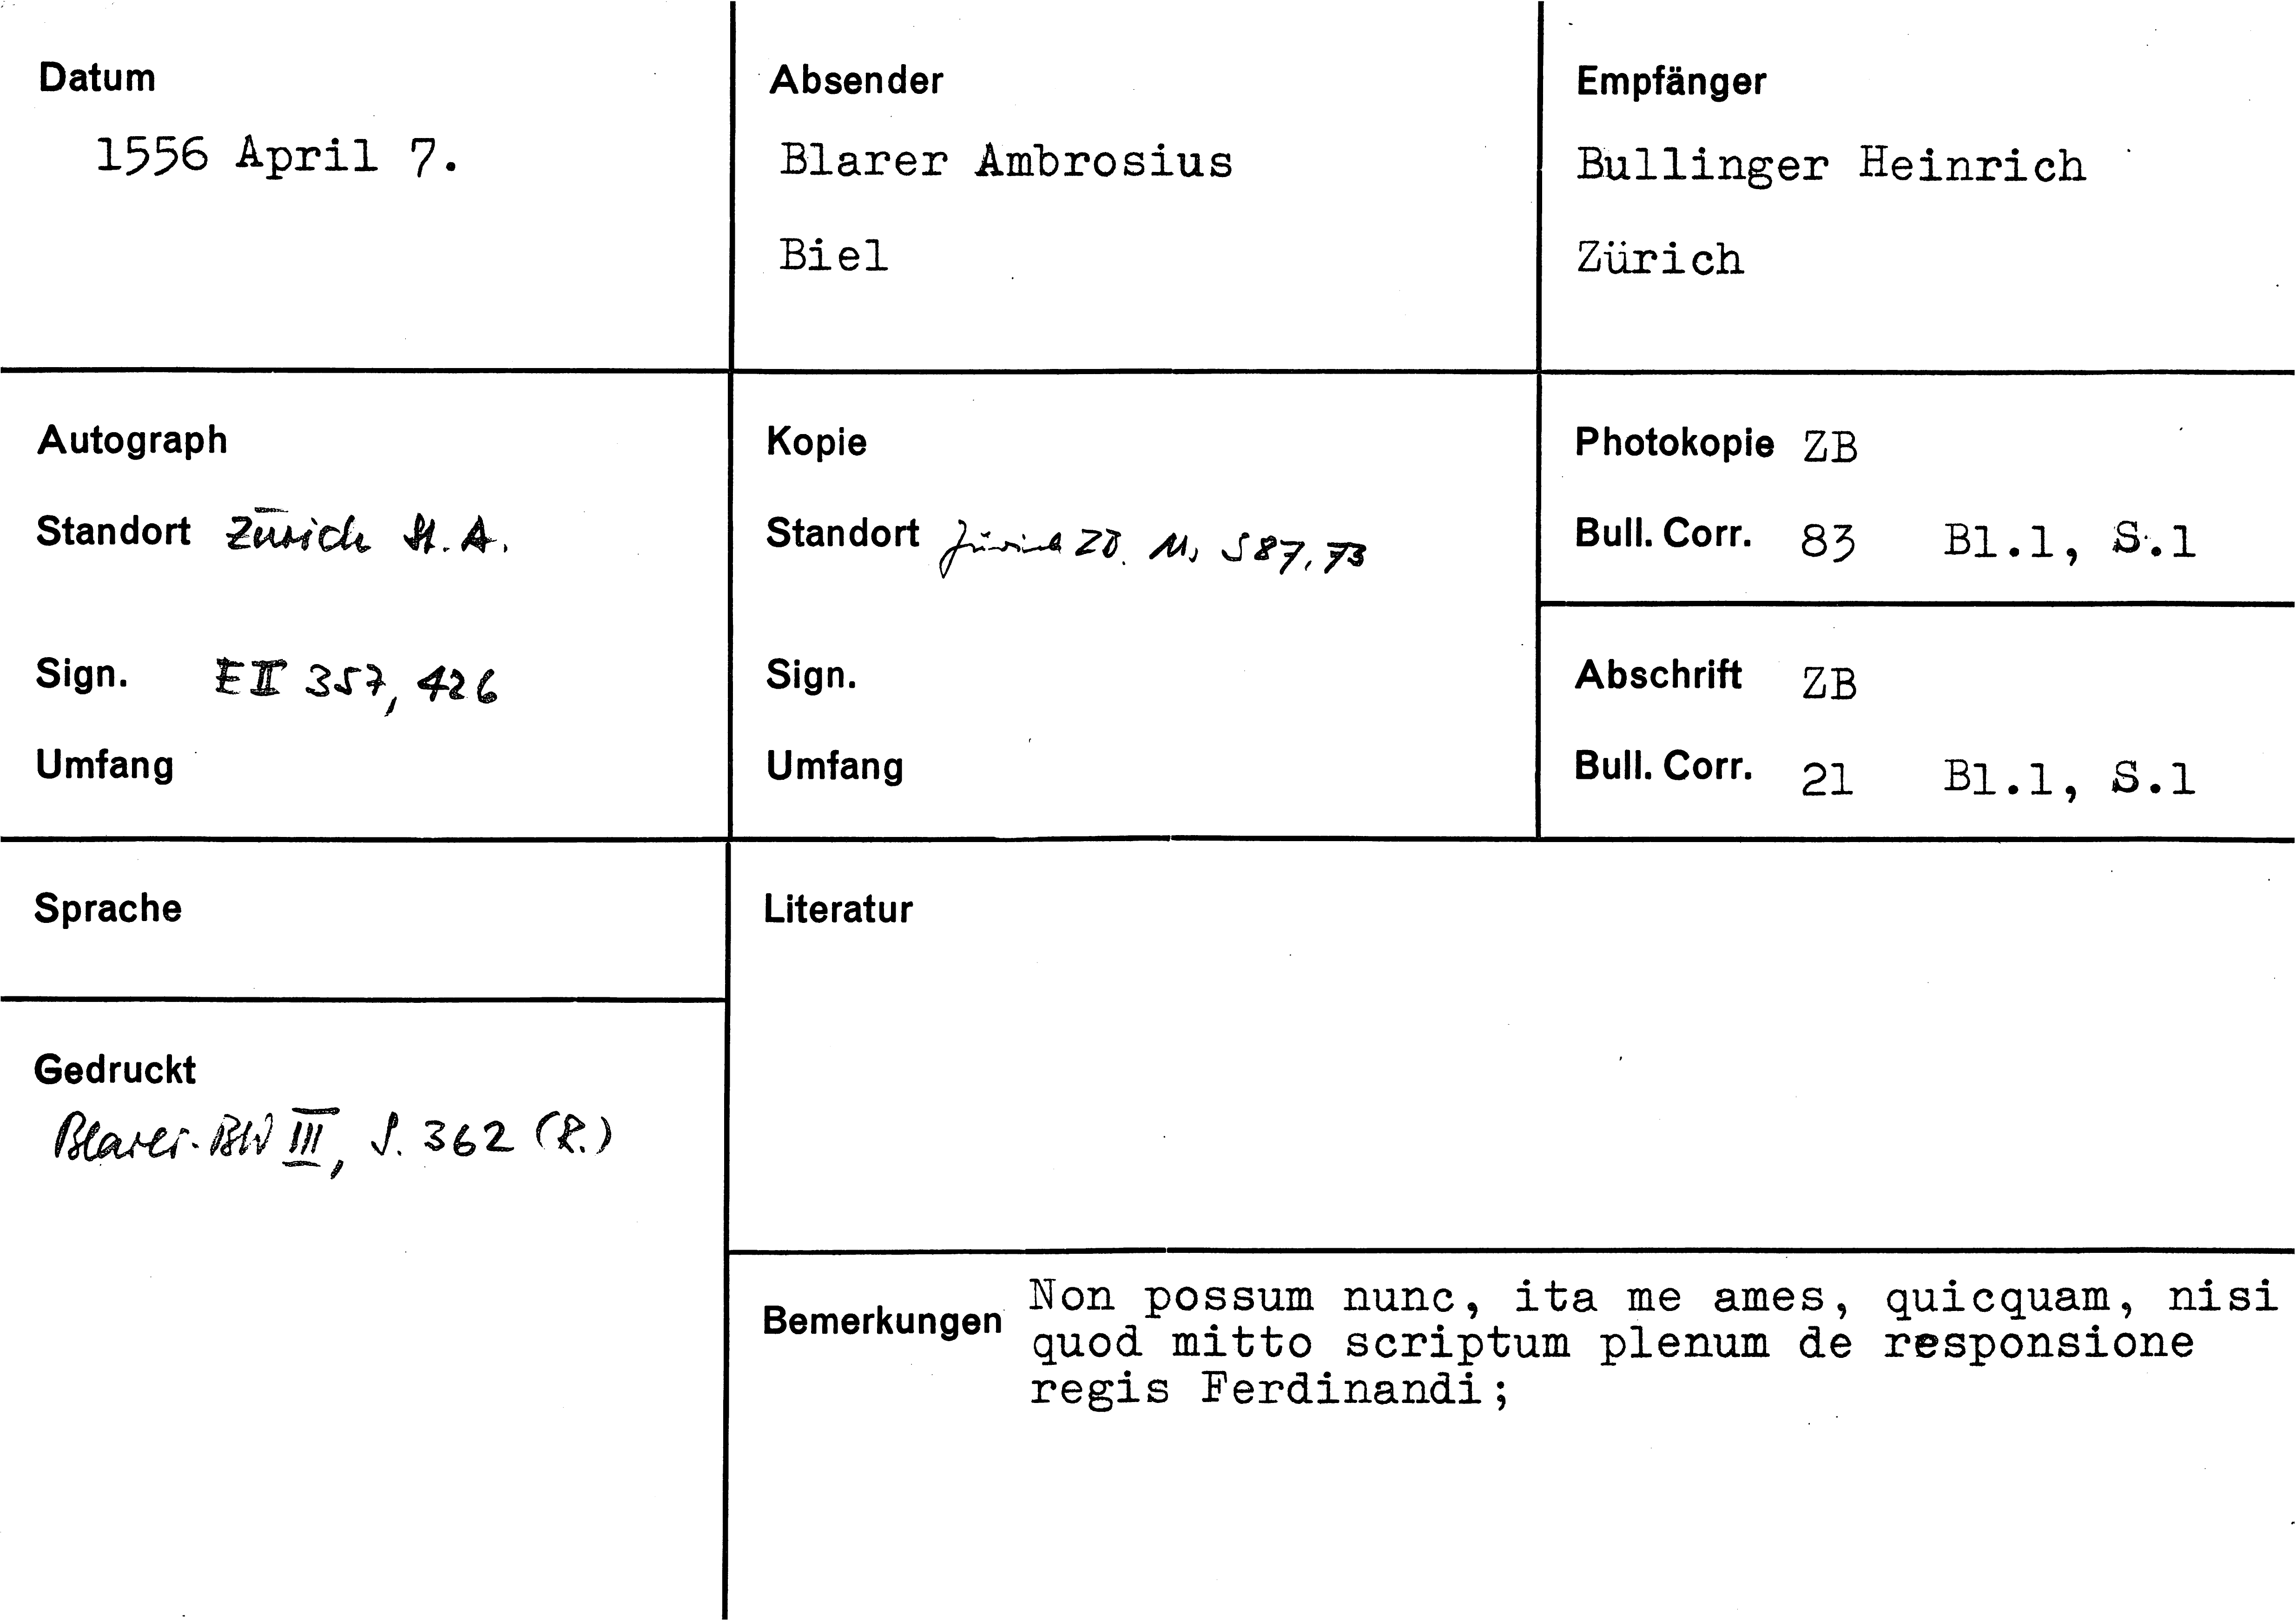 Datum
1556 April 7.
Absender
Blarer Ambrosius
Biel
Empfänger
Bullinger Heinrich
Zürich
Autograph
Standort Zürich St. A.
Sign. E II 357, 426
Umfang
Kopie
Standort Zürich ZB. Ms S 87, 73
Sign.
Umfang
Photokopie ZB
Bull. Corr. 83 Bl.1, S.1
Abschrift ZB
Bull. Corr. 21 Bl.1, S.1
Sprache
Gedruckt
Blarer-BW III, S. 362 (R.)
Literatur
Bemerkungen Non possum nunc, ita me ames, quicquam, nisi
quod mitto scriptum plenum de responsione
regis Ferdinandi;